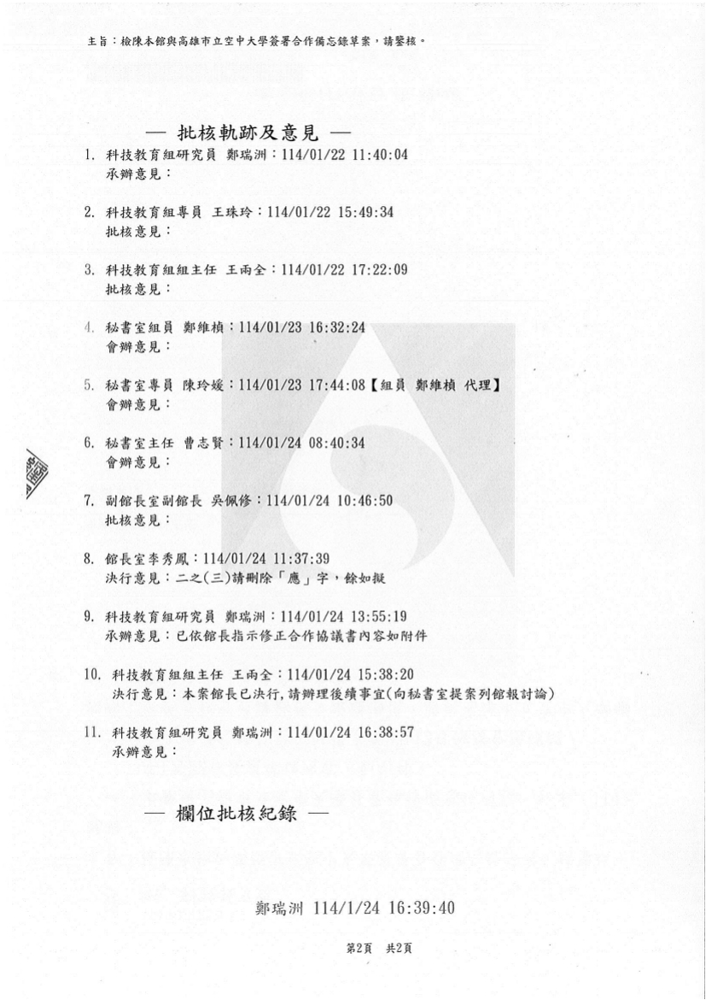 主旨：檢陳本館與高雄市立空中大學簽署合作備忘錄草案，請鑒核。
— 批核軌跡及意見 —
1. 科技教育組研究員 鄭瑞洲：114/01/22 11:40:04
承辦意見：
2. 科技教育組專員 王珠玲：114/01/22 15:49:34
批核意見：
3. 科技教育組組主任 王雨全：114/01/22 17:22:09
批核意見：
4. 秘書室組員 鄭維楨：114/01/23 16:32:24
會辦意見：
5. 秘書室專員 陳玲媛：114/01/23 17:44:08【組員 鄭維楨 代理】
會辦意見：
6. 秘書室主任 曹志賢：114/01/24 08:40:34
會辦意見：
7. 副館長室副館長 吳佩修：114/01/24 10:46:50
批核意見：
8. 館長室李秀鳳：114/01/24 11:37:39
決行意見：二之(三)請刪除「應」字，餘如擬
9. 科技教育組研究員 鄭瑞洲：114/01/24 13:55:19
承辦意見：已依館長指示修正合作協議書內容如附件
10. 科技教育組組主任 王雨全：114/01/24 15:38:20
決行意見：本案館長已決行,請辦理後續事宜(向秘書室提案列館報討論)
11. 科技教育組研究員 鄭瑞洲：114/01/24 16:38:57
承辦意見：
— 欄位批核紀錄 —
鄭瑞洲 114/1/24 16:39:40
第2頁 共2頁